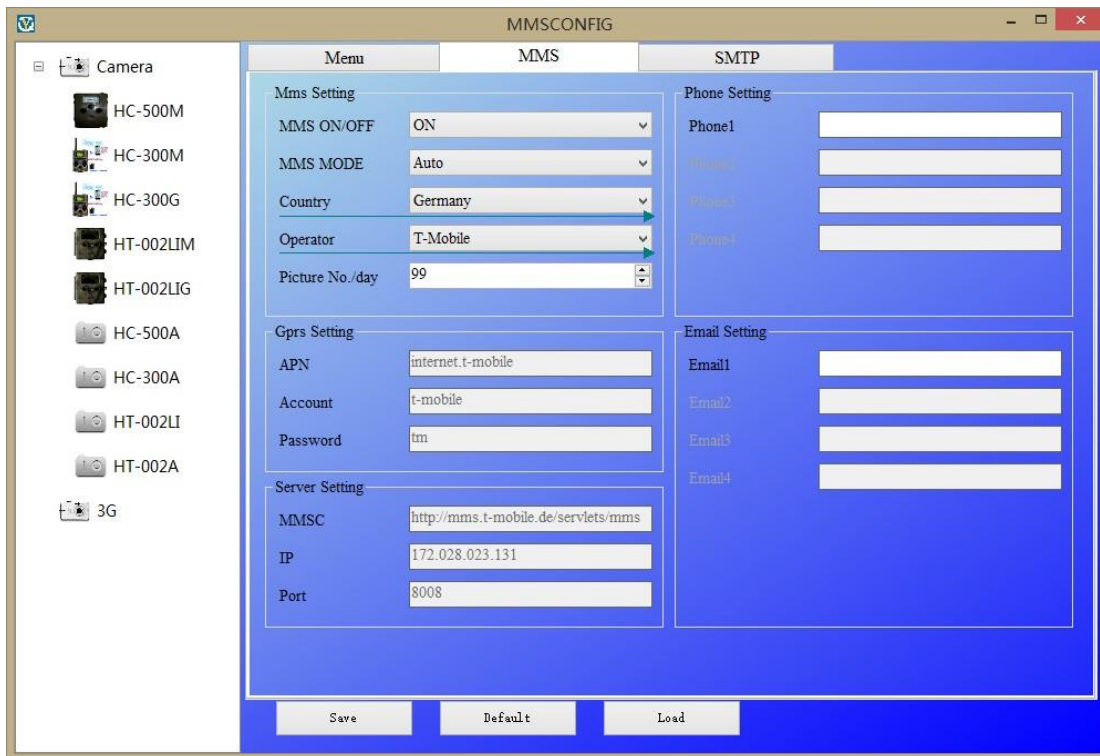 MMSCONFIG
Camera
HC-500M
HC-300M
HC-300G
HT-002LIM
HT-002LIG
HC-500A
HC-300A
HT-002LI
HT-002A
3G
Menu
MMS
SMTP
Mms Setting
MMS ON/OFF ON
MMS MODE Auto
Country Germany
Operator T-Mobile
Picture No./day 99
Gprs Setting
APN internet.t-mobile
Account t-mobile
Password tm
Server Setting
MMSC http://mms.t-mobile.de/servlets/mms
IP 172.028.023.131
Port 8008
Phone Setting
Phone1
Phone2
Phone3
Phone4
Email Setting
Email1
Email2
Email3
Email4
Save
Default
Load